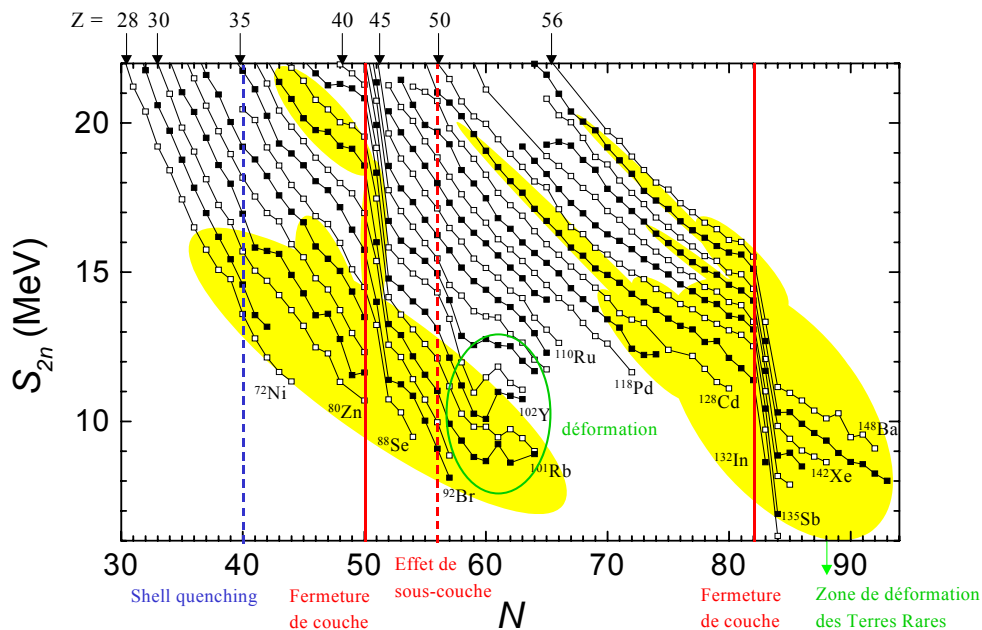 Z = 28 30 35 40 45 50 56
20
15
10
S2n (MeV)
72Ni
80Zn
88Se
92Br
101Rb
102Y
déformation
110Ru
118Pd
128Cd
132In
135Sb
142Xe
148Ba
30 40 50 60 70 80 90
N
Shell quenching
Fermeture
de couche
Effet de
sous-couche
Fermeture
de couche
Zone de déformation
des Terres Rares